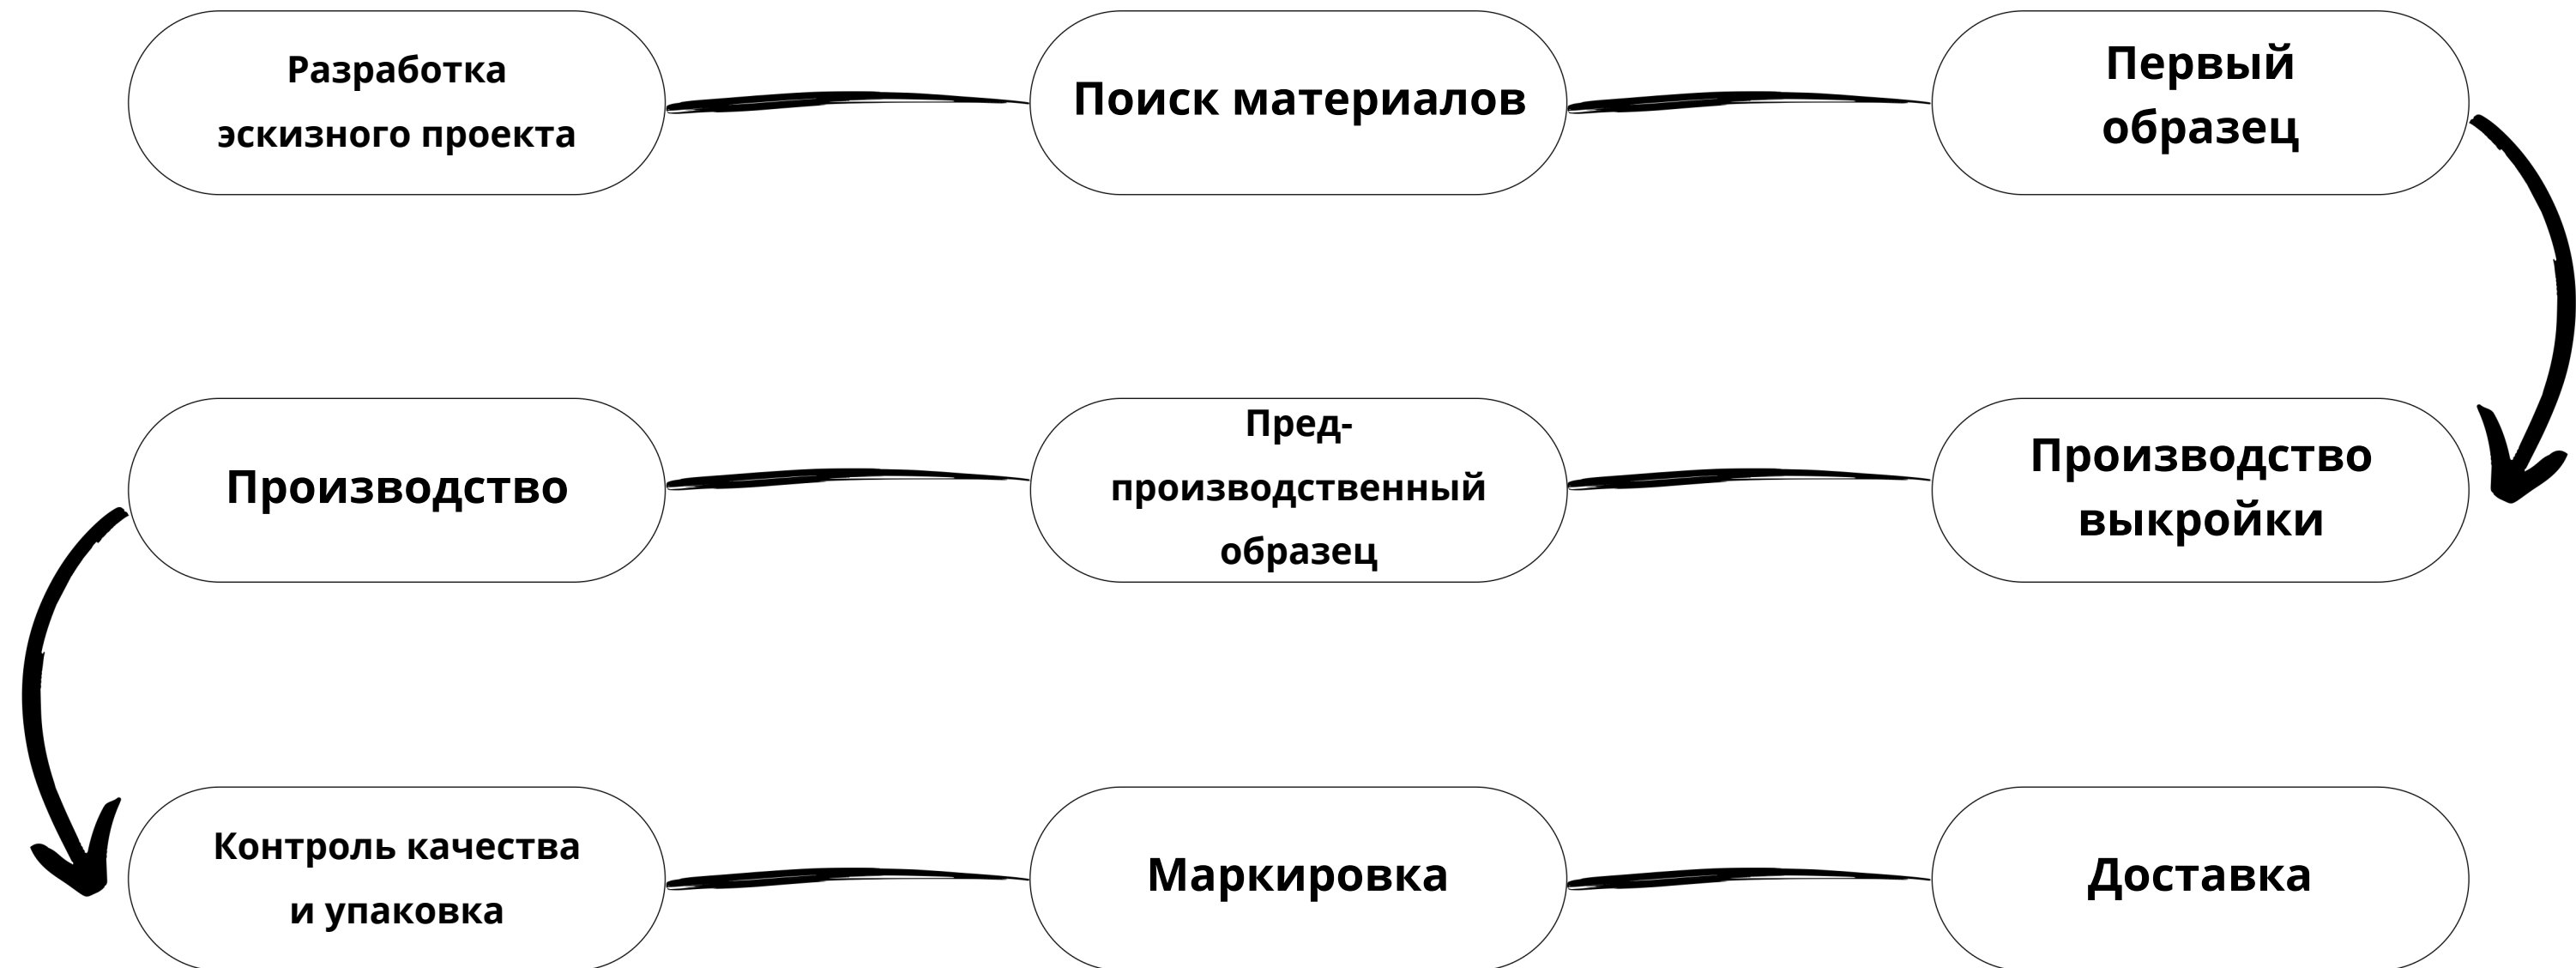 Разработка
эскизного проекта
Поиск материалов
Первый
образец
Производство
Пред-
производственный
образец
Производство
выкройки
Контроль качества
и упаковка
Маркировка
Доставка